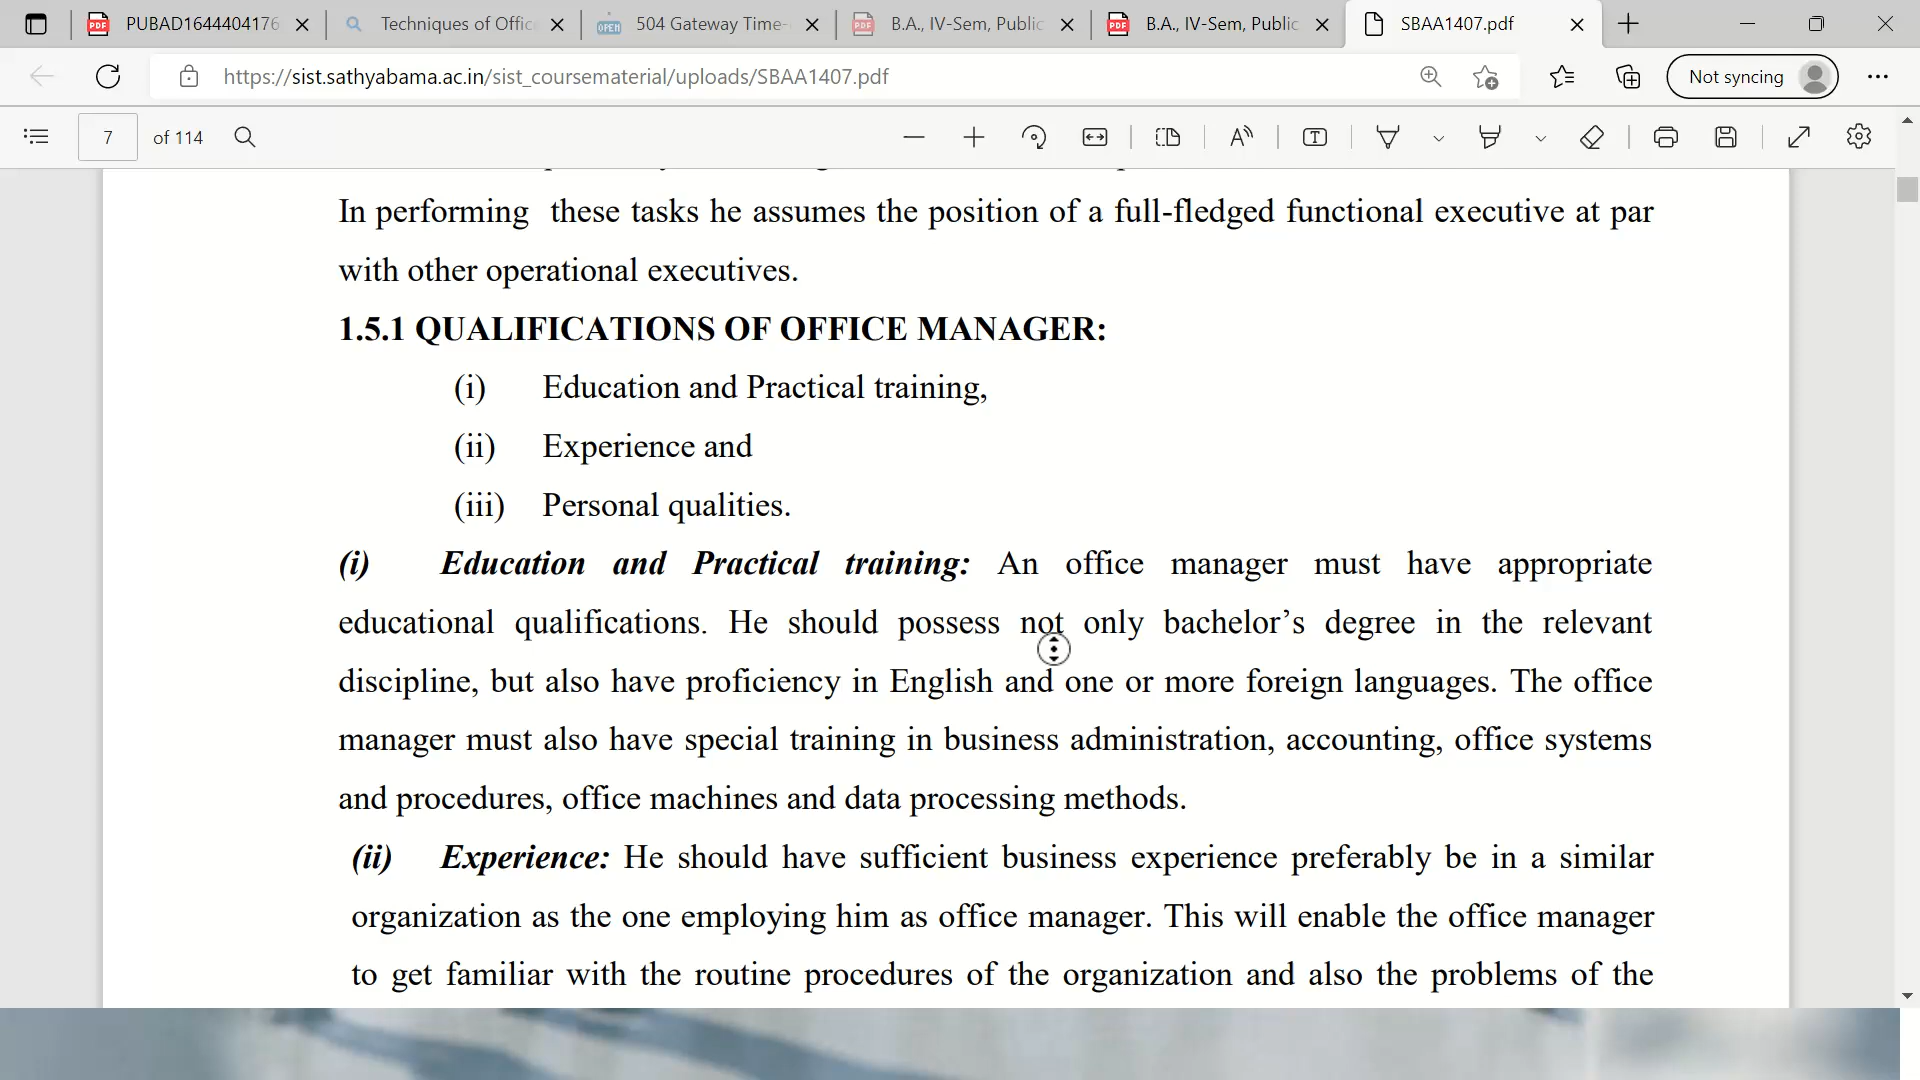 PUBAD1644404176
Techniques of Office
504 Gateway Time-
B.A., IV-Sem, Public
B.A., IV-Sem, Public
SBAA1407.pdf
https://sist.sathyabama.ac.in/sist_coursematerial/uploads/SBAA1407.pdf
Not syncing
7 of 114
In performing these tasks he assumes the position of a full-fledged functional executive at par
with other operational executives.
1.5.1 QUALIFICATIONS OF OFFICE MANAGER:
(i) Education and Practical training,
(ii) Experience and
(iii) Personal qualities.
(i) Education and Practical training: An office manager must have appropriate
educational qualifications. He should possess not only bachelor’s degree in the relevant
discipline, but also have proficiency in English and one or more foreign languages. The office
manager must also have special training in business administration, accounting, office systems
and procedures, office machines and data processing methods.
(ii) Experience: He should have sufficient business experience preferably be in a similar
organization as the one employing him as office manager. This will enable the office manager
to get familiar with the routine procedures of the organization and also the problems of the